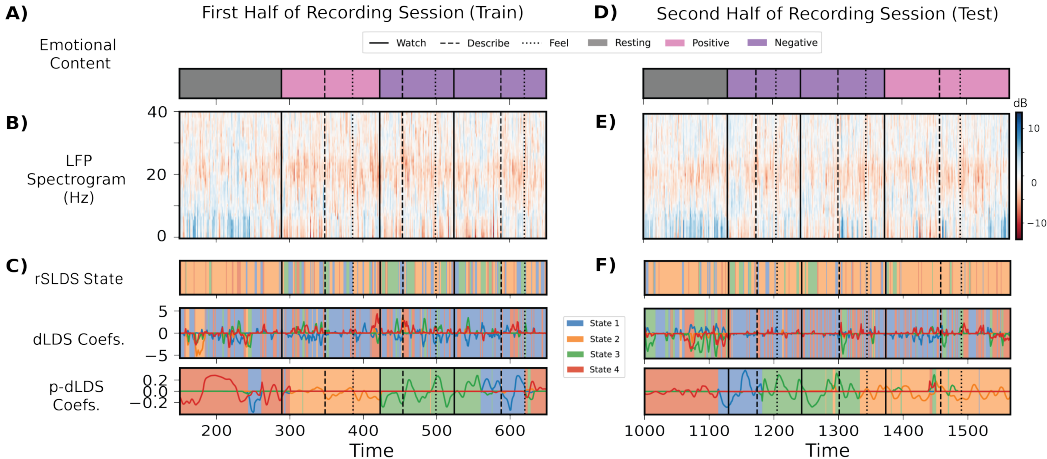 A)
First Half of Recording Session (Train)
D)
Second Half of Recording Session (Test)
Watch
Describe
Feel
Resting
Positive
Negative
Emotional
Content
B)
E)
dB
LFP
Spectrogram
(Hz)
40
20
0
10
0
−10
C)
F)
rSLDS State
dLDS Coefs.
5
0
−5
p-dLDS
Coefs.
0.2
0.0
−0.2
State 1
State 2
State 3
State 4
200
300
400
500
600
Time
1000
1100
1200
1300
1400
1500
Time